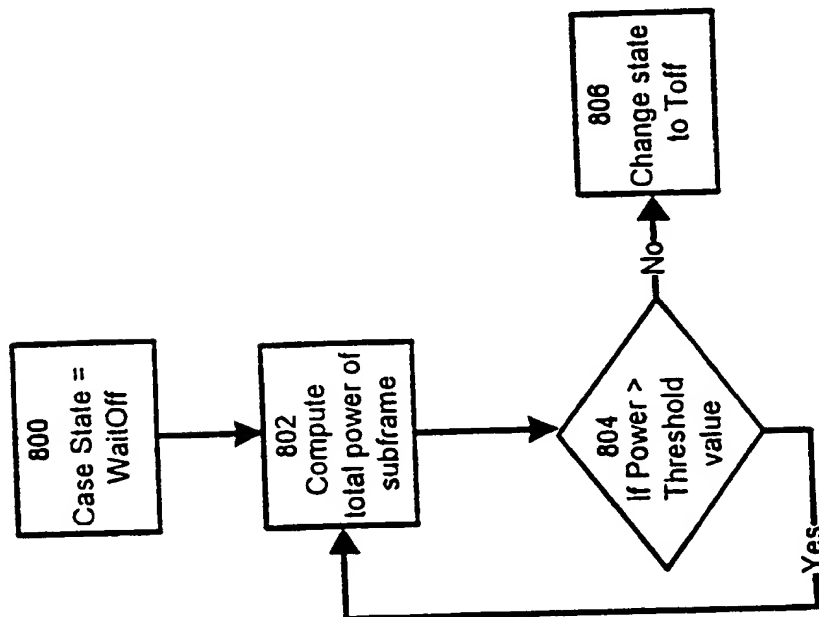 800
Case State =
WaitOff
802
Compute
total power of
subframe
804
If Power >
Threshold
value
Yes
No
806
Change state
to Toff